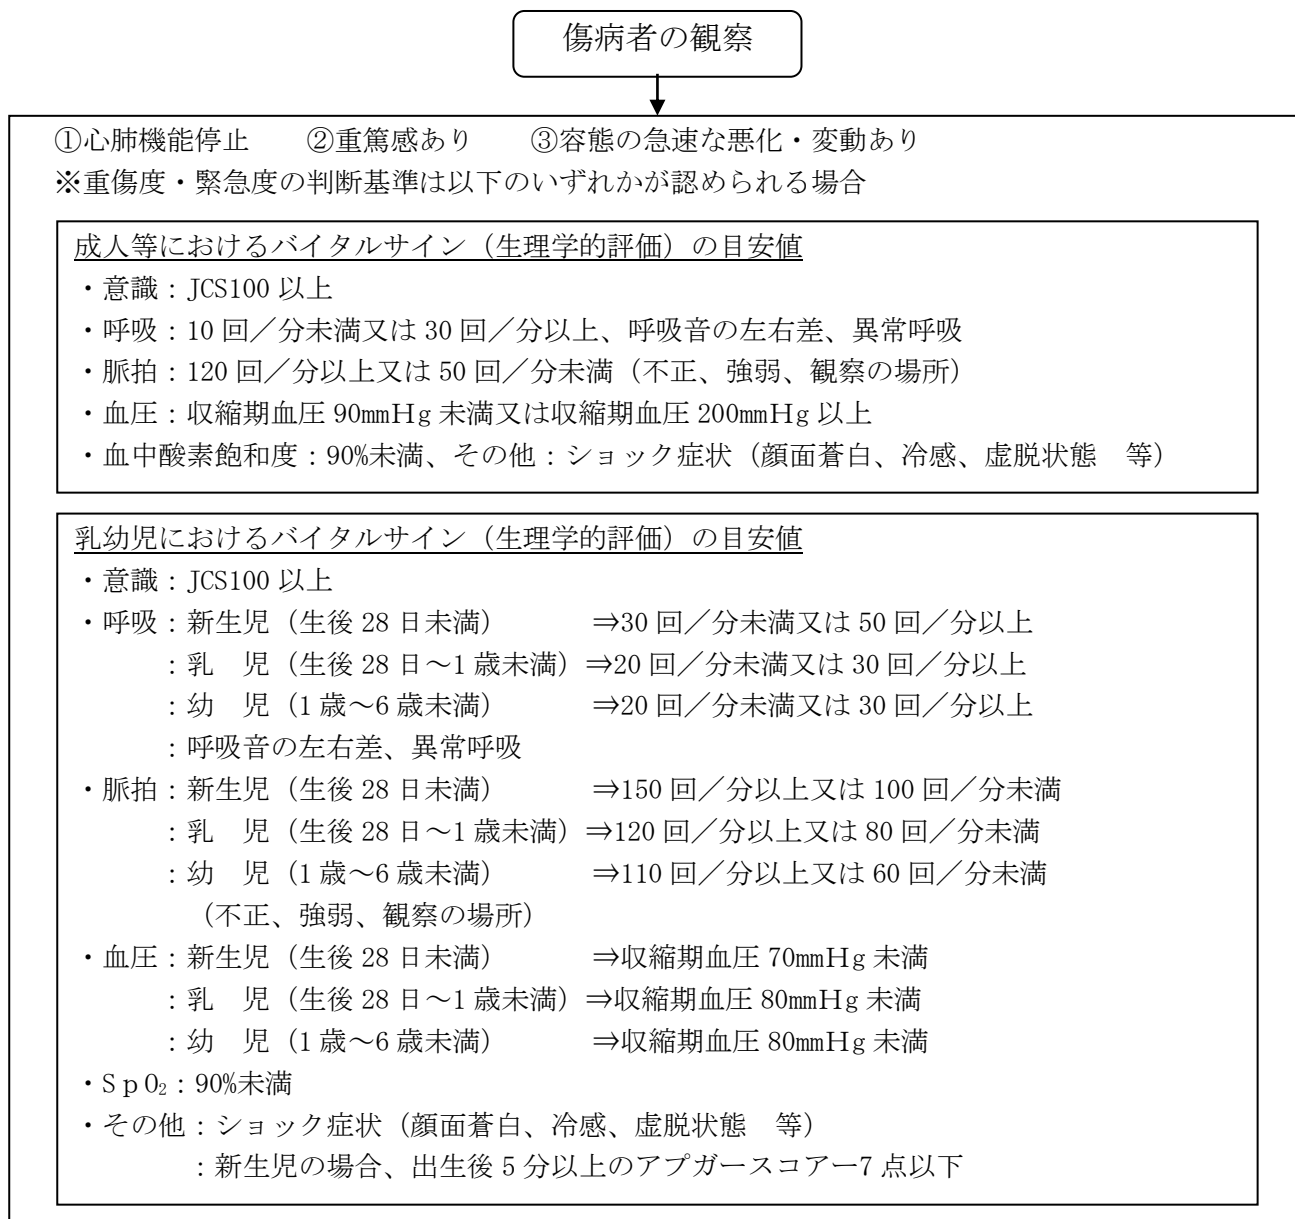 傷病者の観察
①心肺機能停止　　②重篤感あり　　③容態の急速な悪化・変動あり
※重傷度・緊急度の判断基準は以下のいずれかが認められる場合
成人等におけるバイタルサイン（生理学的評価）の目安値
・意識：JCS100 以上
・呼吸：10 回／分未満又は 30 回／分以上、呼吸音の左右差、異常呼吸
・脈拍：120 回／分以上又は 50 回／分未満（不正、強弱、観察の場所）
・血圧：収縮期血圧 90mmHg 未満又は収縮期血圧 200mmHg 以上
・血中酸素飽和度：90%未満、その他：ショック症状（顔面蒼白、冷感、虚脱状態　等）
乳幼児におけるバイタルサイン（生理学的評価）の目安値
・意識：JCS100 以上
・呼吸：新生児（生後 28 日未満）　　　　⇒30 回／分未満又は 50 回／分以上
：乳　児（生後 28 日～1 歳未満）⇒20 回／分未満又は 30 回／分以上
：幼　児（1 歳～6 歳未満）　　　　⇒20 回／分未満又は 30 回／分以上
：呼吸音の左右差、異常呼吸
・脈拍：新生児（生後 28 日未満）　　　　⇒150 回／分以上又は 100 回／分未満
：乳　児（生後 28 日～1 歳未満）⇒120 回／分以上又は 80 回／分未満
：幼　児（1 歳～6 歳未満）　　　　⇒110 回／分以上又は 60 回／分未満
（不正、強弱、観察の場所）
・血圧：新生児（生後 28 日未満）　　　　⇒収縮期血圧 70mmHg 未満
：乳　児（生後 28 日～1 歳未満）⇒収縮期血圧 80mmHg 未満
：幼　児（1 歳～6 歳未満）　　　　⇒収縮期血圧 80mmHg 未満
・ＳｐO₂：90%未満
・その他：ショック症状（顔面蒼白、冷感、虚脱状態　等）
：新生児の場合、出生後 5 分以上のアプガースコアー7 点以下